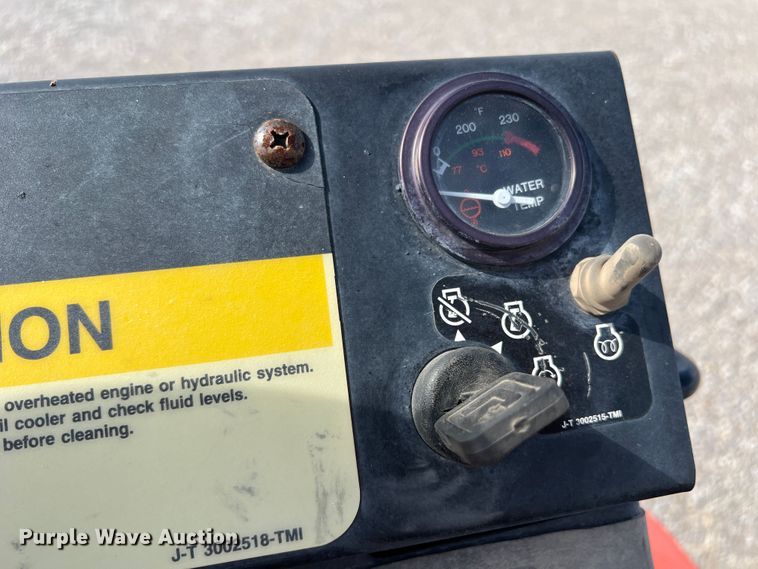 °F
200 230
0
77 93 110
°C
WATER
TEMP
ION
overheated engine or hydraulic system.
il cooler and check fluid levels.
before cleaning.
J-T 3002515-TMI
Purple Wave Auction
J-T 3002518-TMI